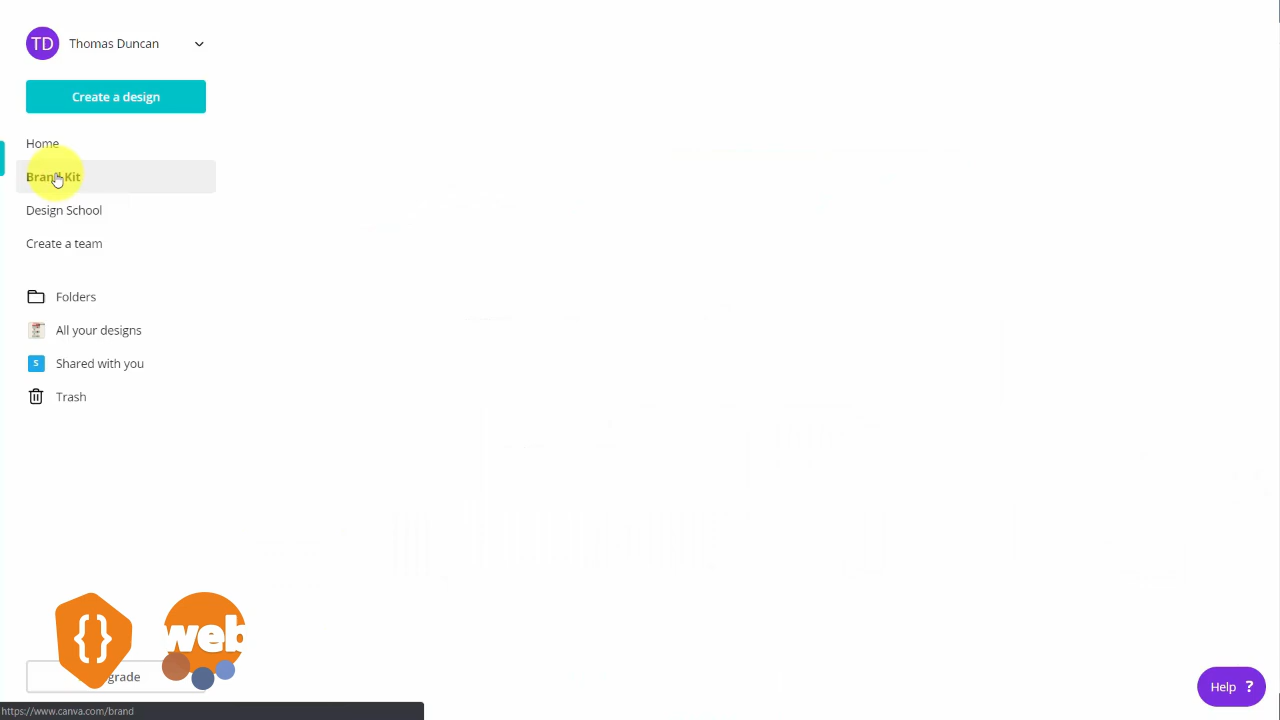 TD Thomas Duncan
Create a design
Home
Brand Kit
Design School
Create a team
Folders
All your designs
S Shared with you
Trash
{}
web
grade
Help ?
https://www.canva.com/brand